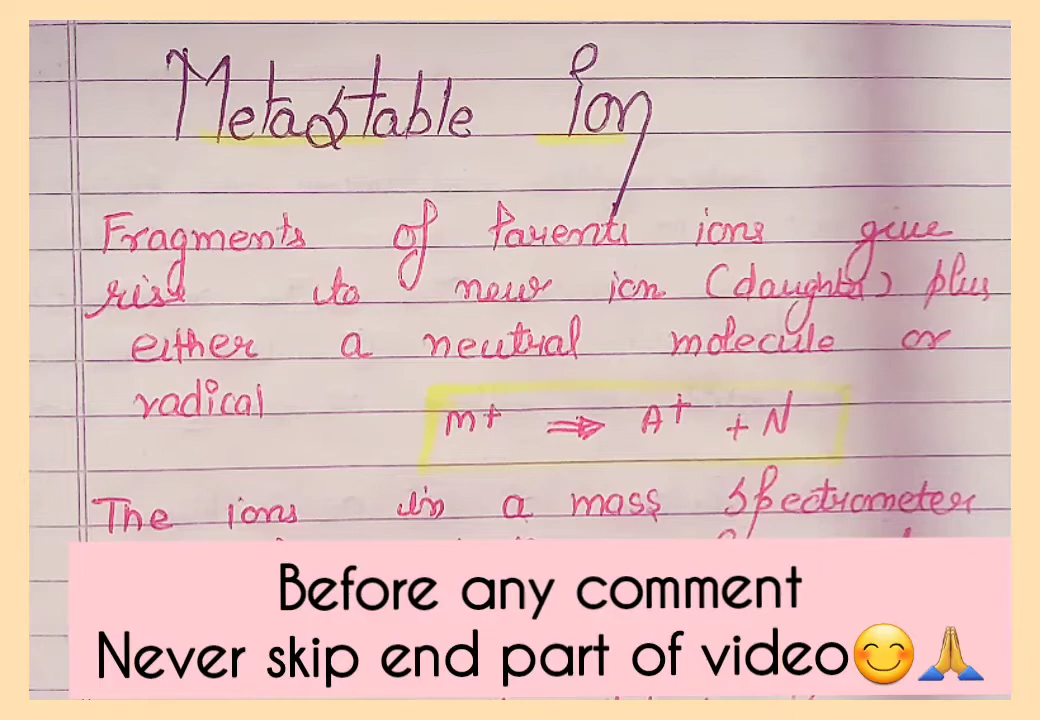 Metastable Ion
Fragments of Parents ions give
rise to new ion (daughter) plus
either a neutral molecule or
radical
M+ ⇒ A+ + N
The ions in a mass spectrometer
Before any comment
Never skip end part of video😊🙏